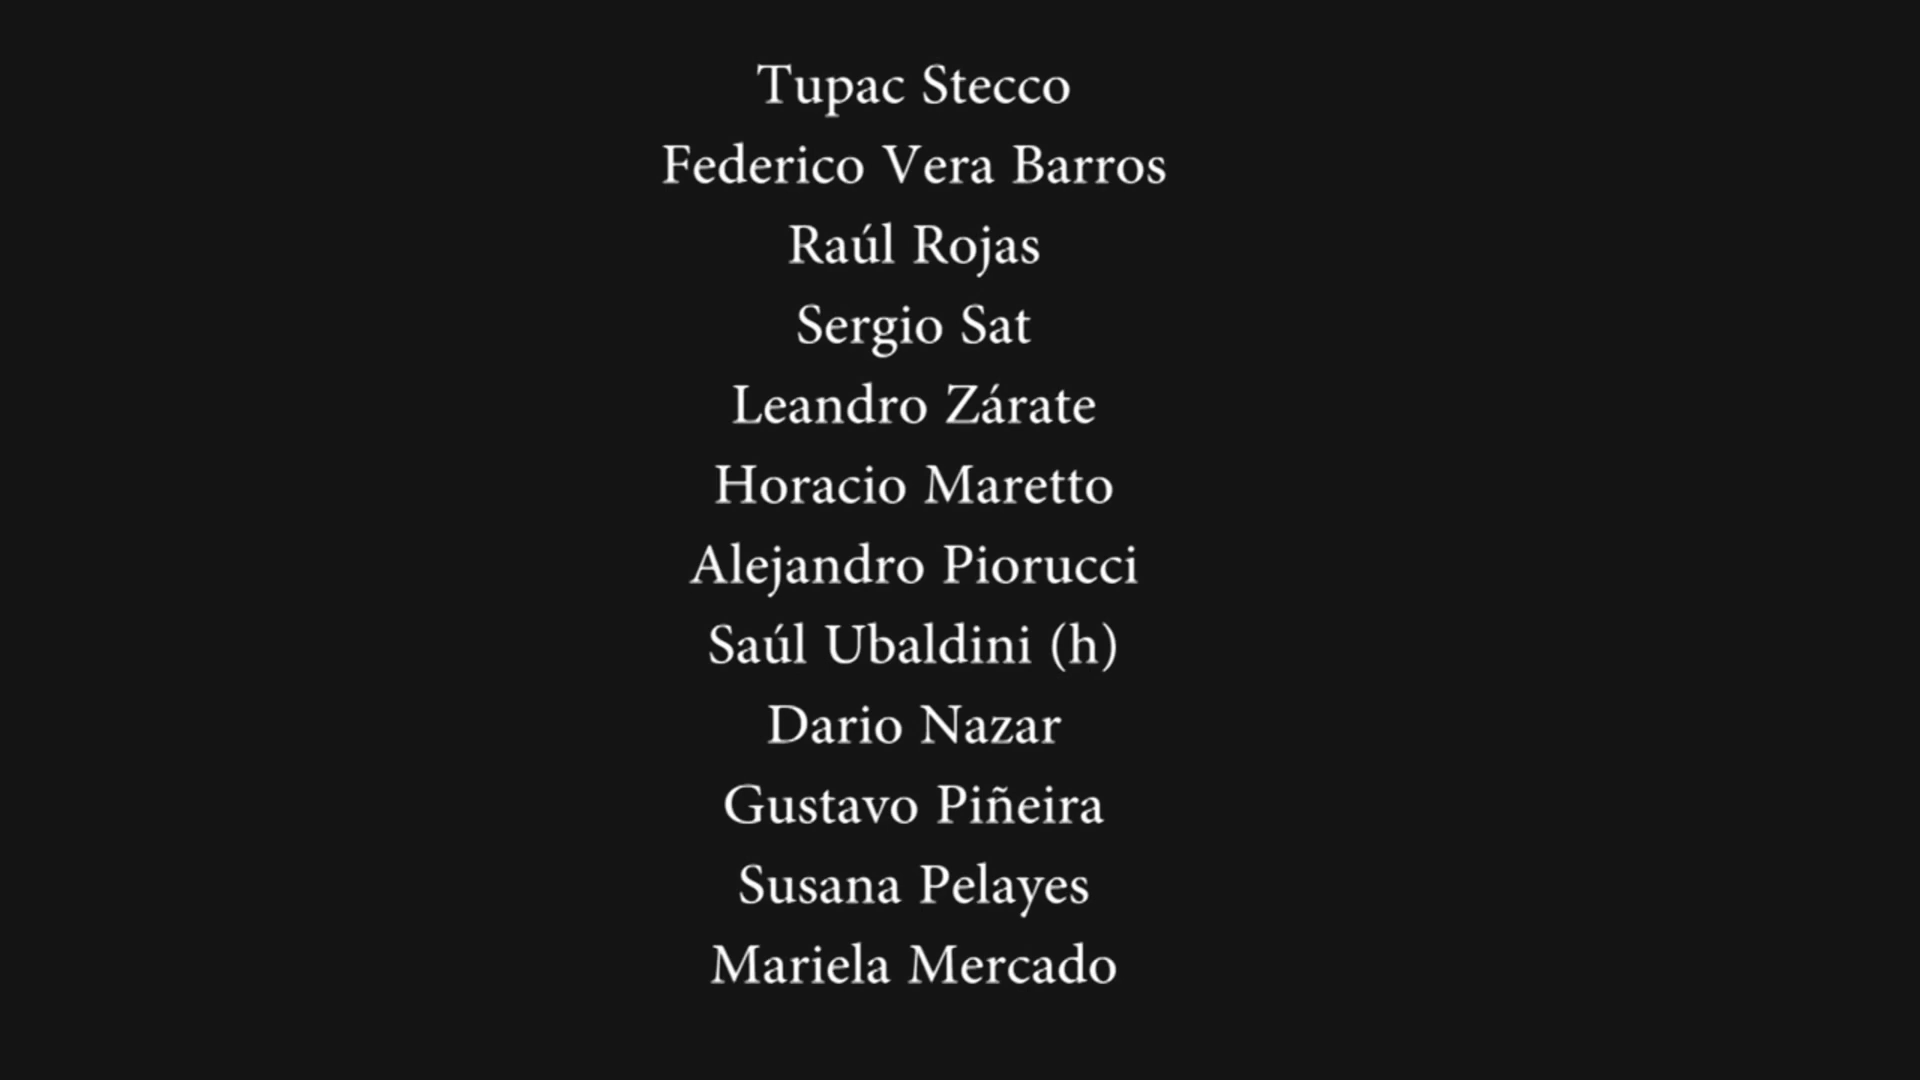 Tupac Stecco
Federico Vera Barros
Raúl Rojas
Sergio Sat
Leandro Zárate
Horacio Maretto
Alejandro Piorucci
Saúl Ubaldini (h)
Dario Nazar
Gustavo Piñeira
Susana Pelayes
Mariela Mercado